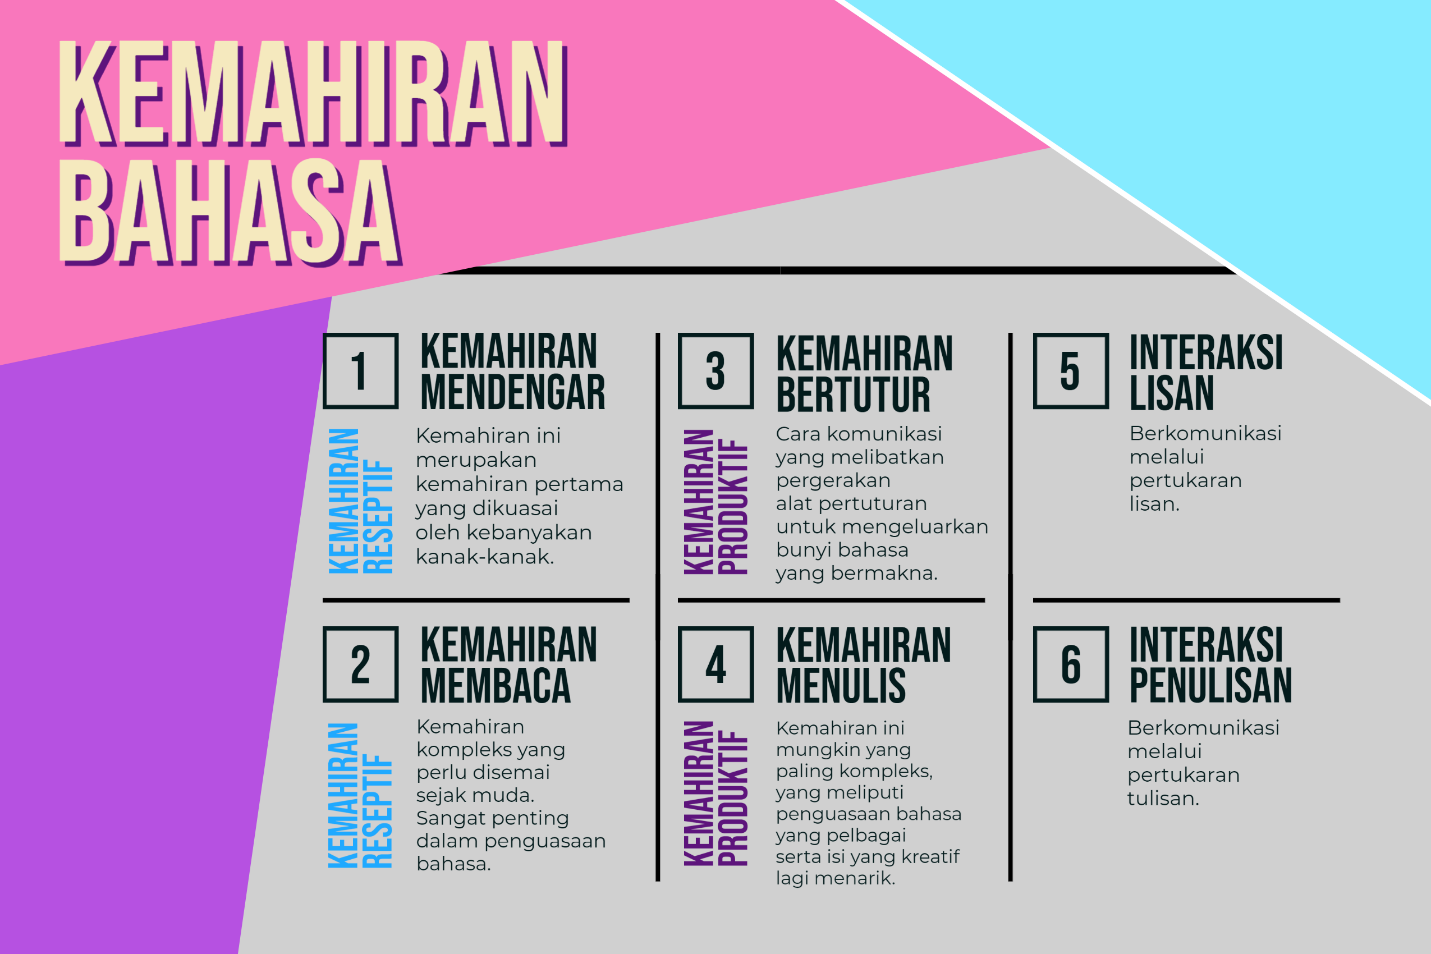 KEMAHIRAN
BAHASA
1
KEMAHIRAN
MENDENGAR
KEMAHIRAN
RESEPTIF
Kemahiran ini
merupakan
kemahiran pertama
yang dikuasai
oleh kebanyakan
kanak-kanak.
2
KEMAHIRAN
MEMBACA
KEMAHIRAN
RESEPTIF
Kemahiran
kompleks yang
perlu disemai
sejak muda.
Sangat penting
dalam penguasaan
bahasa.
3
KEMAHIRAN
BERTUTUR
KEMAHIRAN
PRODUKTIF
Cara komunikasi
yang melibatkan
pergerakan
alat pertuturan
untuk mengeluarkan
bunyi bahasa
yang bermakna.
4
KEMAHIRAN
MENULIS
KEMAHIRAN
PRODUKTIF
Kemahiran ini
mungkin yang
paling kompleks,
yang meliputi
penguasaan bahasa
yang pelbagai
serta isi yang kreatif
lagi menarik.
5
INTERAKSI
LISAN
Berkomunikasi
melalui
pertukaran
lisan.
6
INTERAKSI
PENULISAN
Berkomunikasi
melalui
pertukaran
tulisan.